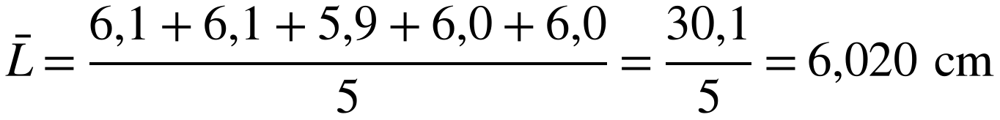 L̄ = (6,1 + 6,1 + 5,9 + 6,0 + 6,0) / 5 = 30,1 / 5 = 6,020 cm